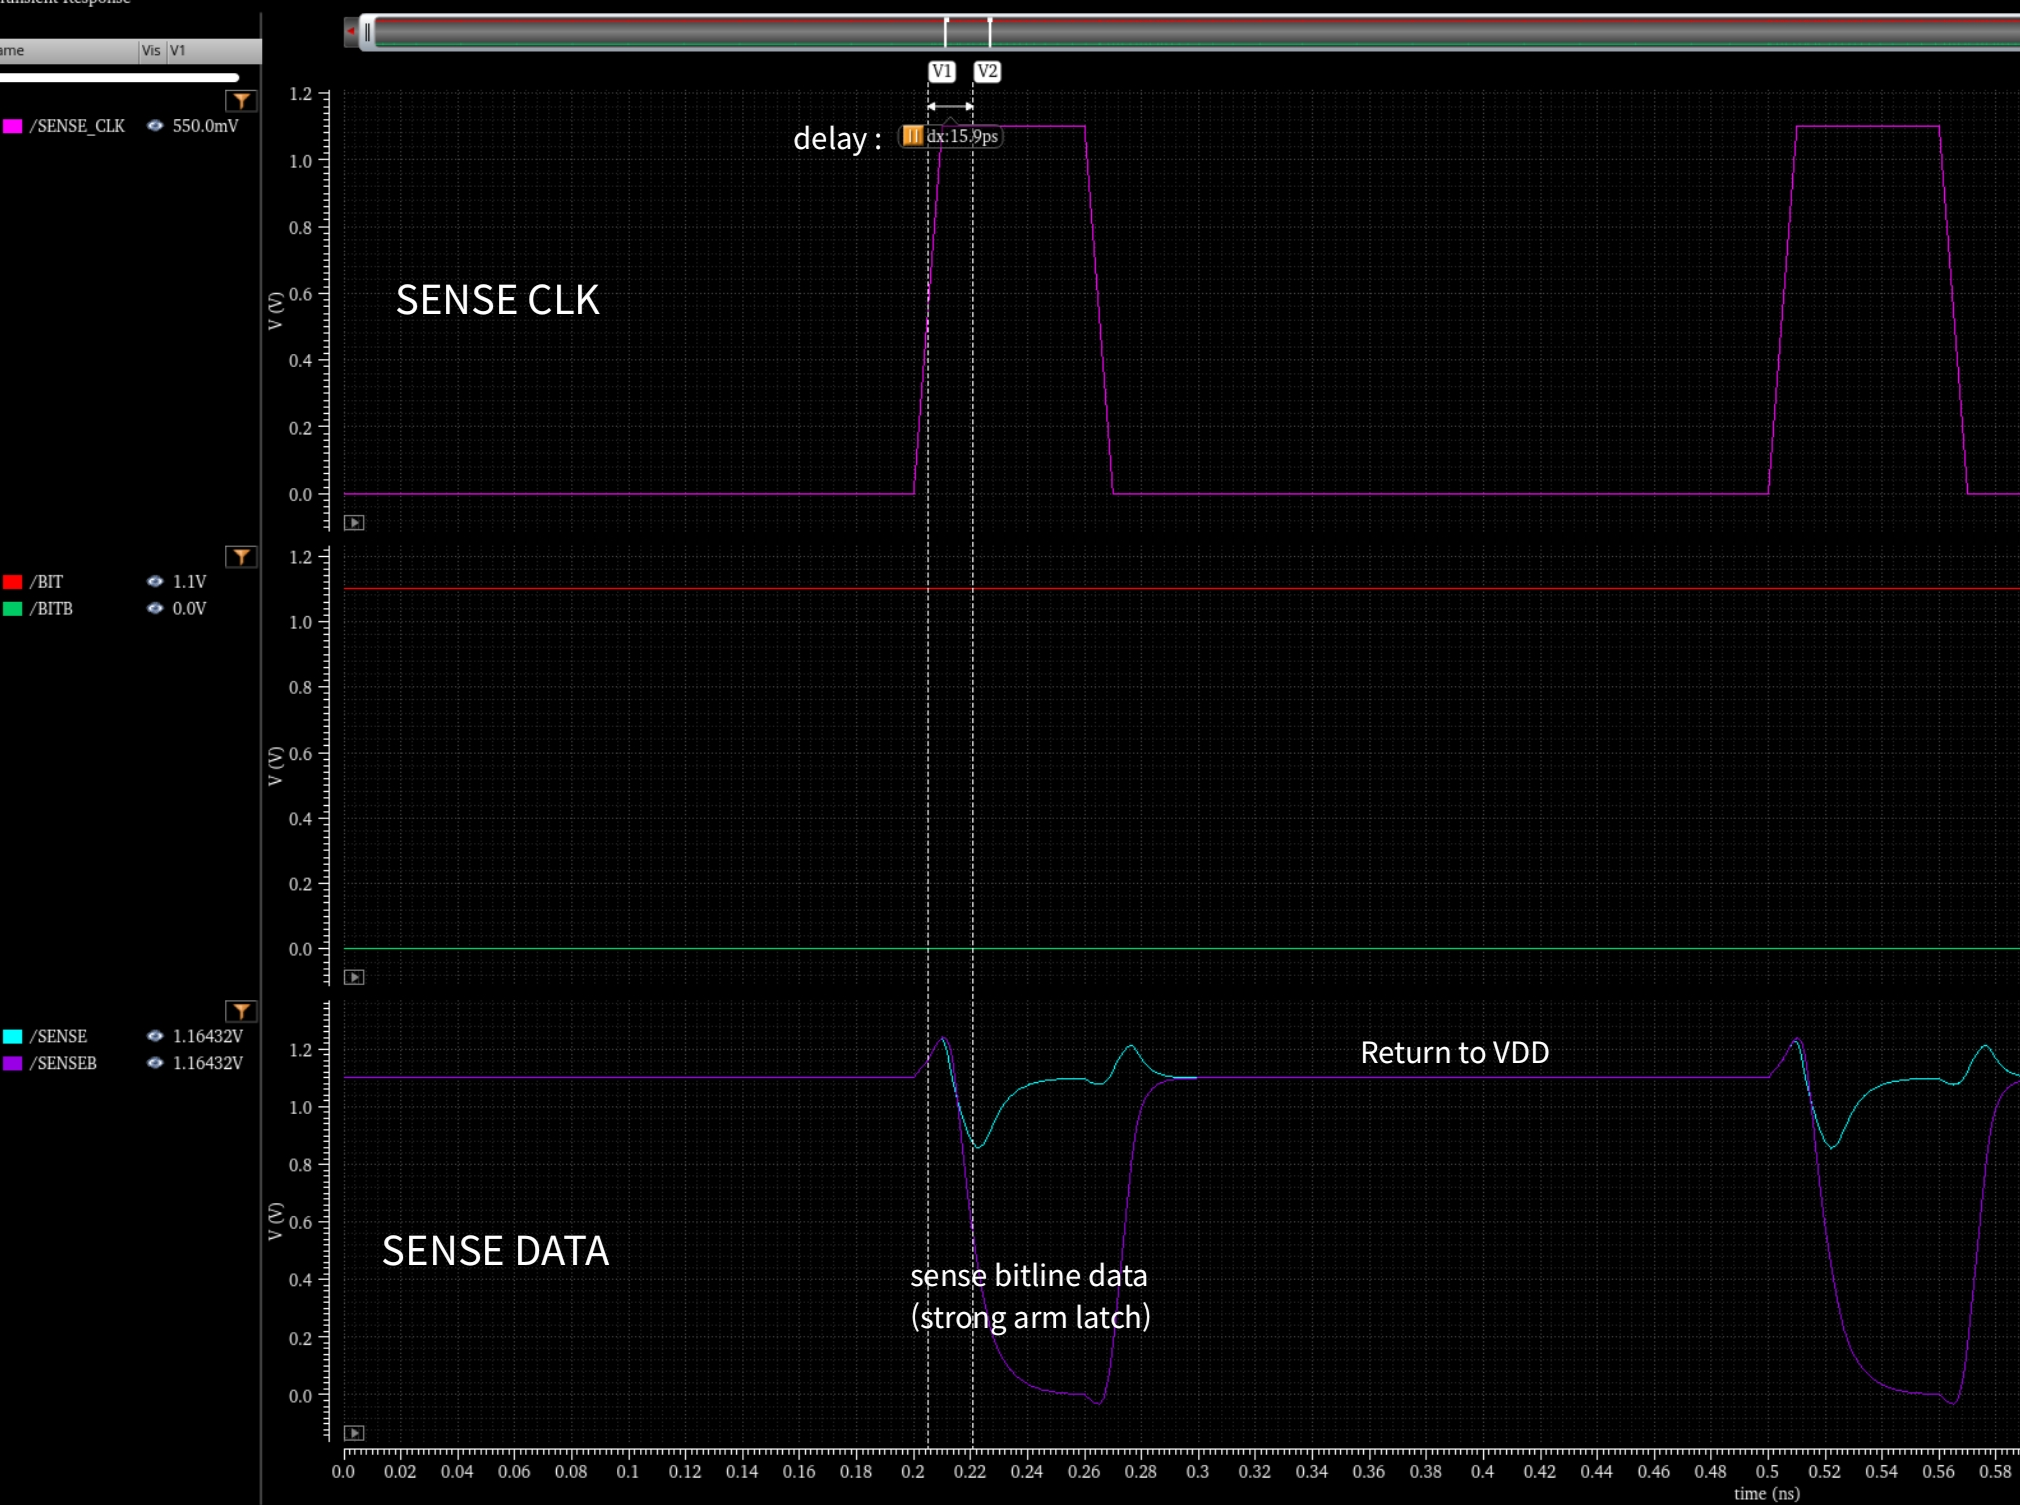 Transient Response
ame Vis V1
V1 V2
/SENSE_CLK 550.0mV
delay : dx:15.9ps
SENSE CLK
V (V)
1.2
1.0
0.8
0.6
0.4
0.2
0.0
/BIT 1.1V
/BITB 0.0V
V (V)
1.2
1.0
0.8
0.6
0.4
0.2
0.0
/SENSE 1.16432V
/SENSEB 1.16432V
Return to VDD
SENSE DATA
sense bitline data
(strong arm latch)
V (V)
1.2
1.0
0.8
0.6
0.4
0.2
0.0
0.0 0.02 0.04 0.06 0.08 0.1 0.12 0.14 0.16 0.18 0.2 0.22 0.24 0.26 0.28 0.3 0.32 0.34 0.36 0.38 0.4 0.42 0.44 0.46 0.48 0.5 0.52 0.54 0.56 0.58
time (ns)